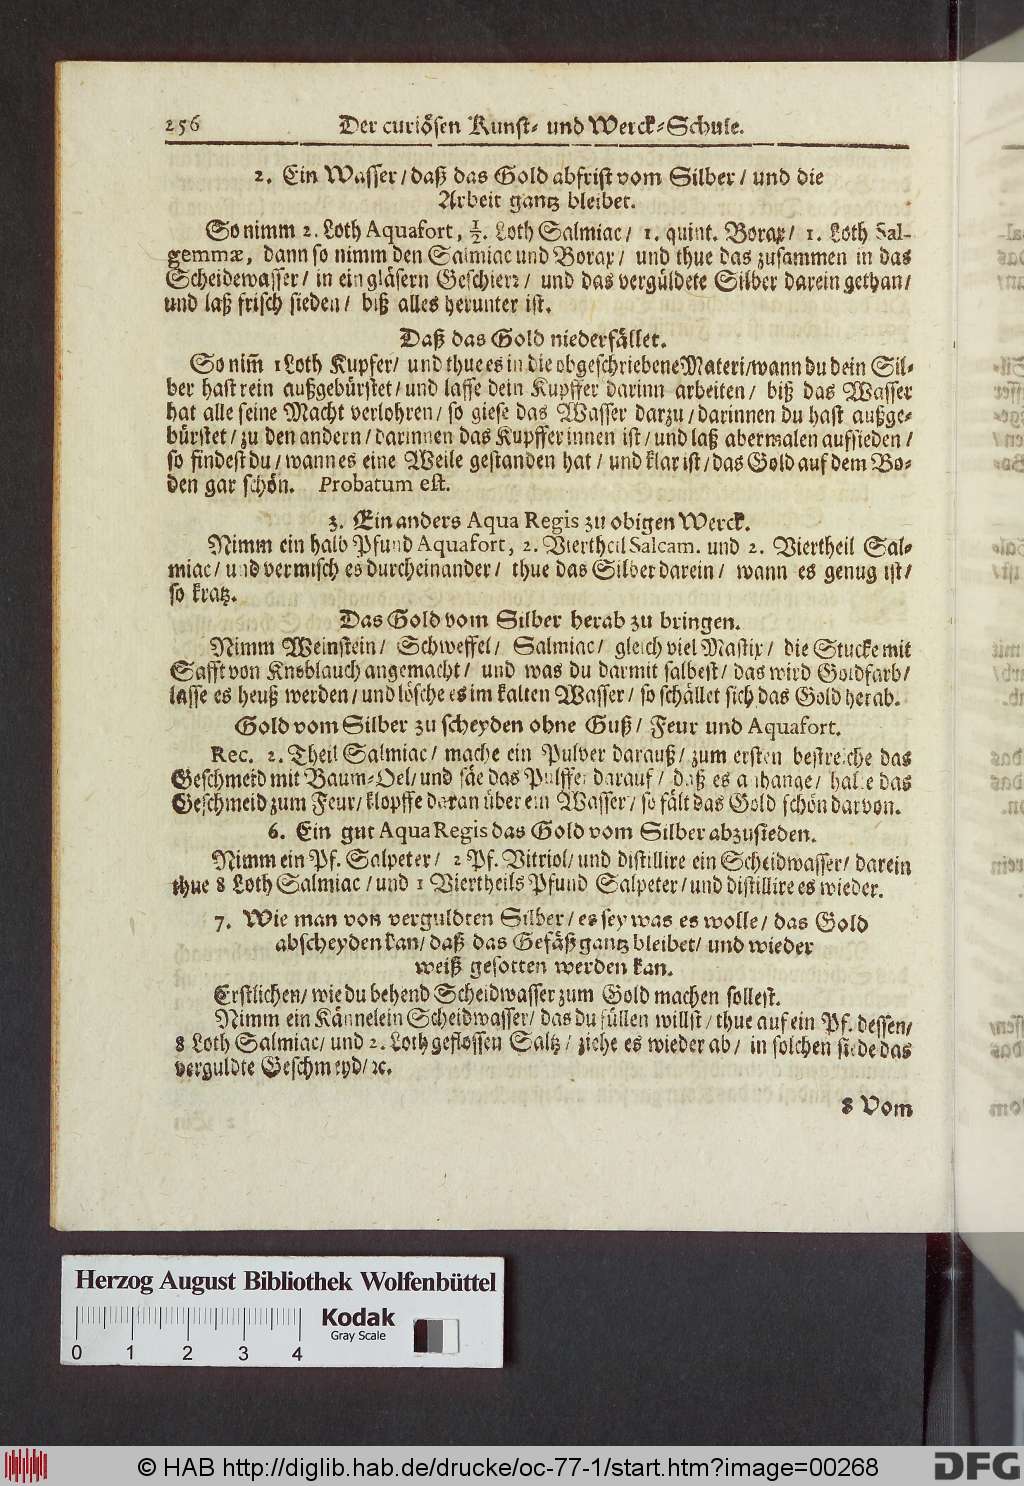 256 Der curiösen Kunst- und Werck-Schule.
2. Ein Wasser/ daß das Gold abfrist vom Silber/ und die
Arbeit gantz bleibet.
So nimm 2. Loth Aquafort, ½. Loth Salmiac/ 1. quint. Borax/ 1. Loth Sal-
gemmæ, dann so nimm den Salmiac und Borax/ und thue das zusammen in das
Scheidewasser/ in ein gläsern Geschier2/ und das vergüldete Silber darein gethan/
und laß frisch sieden/ biß alles herunter ist.
Daß das Gold niederfället.
So nim̃ 1 Loth Kupfer/ und thue es in die obgeschriebene Materi/ wann du dein Sil-
ber hast rein außgebürstet/ und lasse dein Kupffer darinn arbeiten/ biß das Wasser
hat alle seine Macht verlohren/ so giese das Wasser darzu/ darinnen du hast außge-
bürstet/ zu den andern/ darinnen das Kupffer innen ist/ und laß abermalen aufsieden/
so findest du/ wann es eine Weile gestanden hat/ und klar ist/ das Gold auf dem Bo-
den gar schön. Probatum est.
3. Ein anders Aqua Regis zu obigen Werck.
Nimm ein halb Pfund Aquafort, 2. Viertheil Salcam. und 2. Viertheil Sal-
miac/ und vermisch es durcheinander/ thue das Silber darein/ wann es genug ist/
so kratz.
Das Gold vom Silber herab zu bringen.
Nimm Weinstein/ Schweffel/ Salmiac/ gleich viel Mastix/ die Stucke mit
Safft von Knoblauch angemacht/ und was du darmit salbest/ das wird Goldfarb/
lasse es heuß werden/ und lösche es im kalten Wasser/ so schället sich das Gold herab.
Gold vom Silber zu scheyden ohne Guß/ Feur und Aquafort.
Rec. 2. Theil Salmiac/ mache ein Pulver darauß/ zum ersten bestreiche das
Geschmeid mit Baum-Oel/ und säe das Pulffer darauf/ daß es anhange/ halte das
Geschmeid zum Feur/ klopffe daran über ein Wasser/ so fält das Gold schön darvon.
6. Ein gut Aqua Regis das Gold vom Silber abzusieden.
Nimm ein Pf. Salpeter/ 2 Pf. Vitriol/ und distillire ein Scheidwasser/ darein
thue 8 Loth Salmiac/ und 1 Viertheils Pfund Salpeter/ und distillire es wieder.
7. Wie man von verguldten Silber/ es sey was es wolle/ das Gold
abscheyden kan/ daß das Gefäß gantz bleibet/ und wieder
weiß gesotten werden kan.
Erstlichen/ wie du behend Scheidwasser zum Gold machen sollest.
Nimm ein Kännelein Scheidwasser/ das du füllen willst/ thue auf ein Pf. dessen/
8 Loth Salmiac/ und 2. Loth geflossen Saltz/ ziehe es wieder ab/ in solchen siede das
verguldte Geschmeyd/ ꝛc.
8 Vom
Herzog August Bibliothek Wolfenbüttel
Kodak
Gray Scale
0 1 2 3 4
© HAB http://diglib.hab.de/drucke/oc-77-1/start.htm?image=00268
DFG